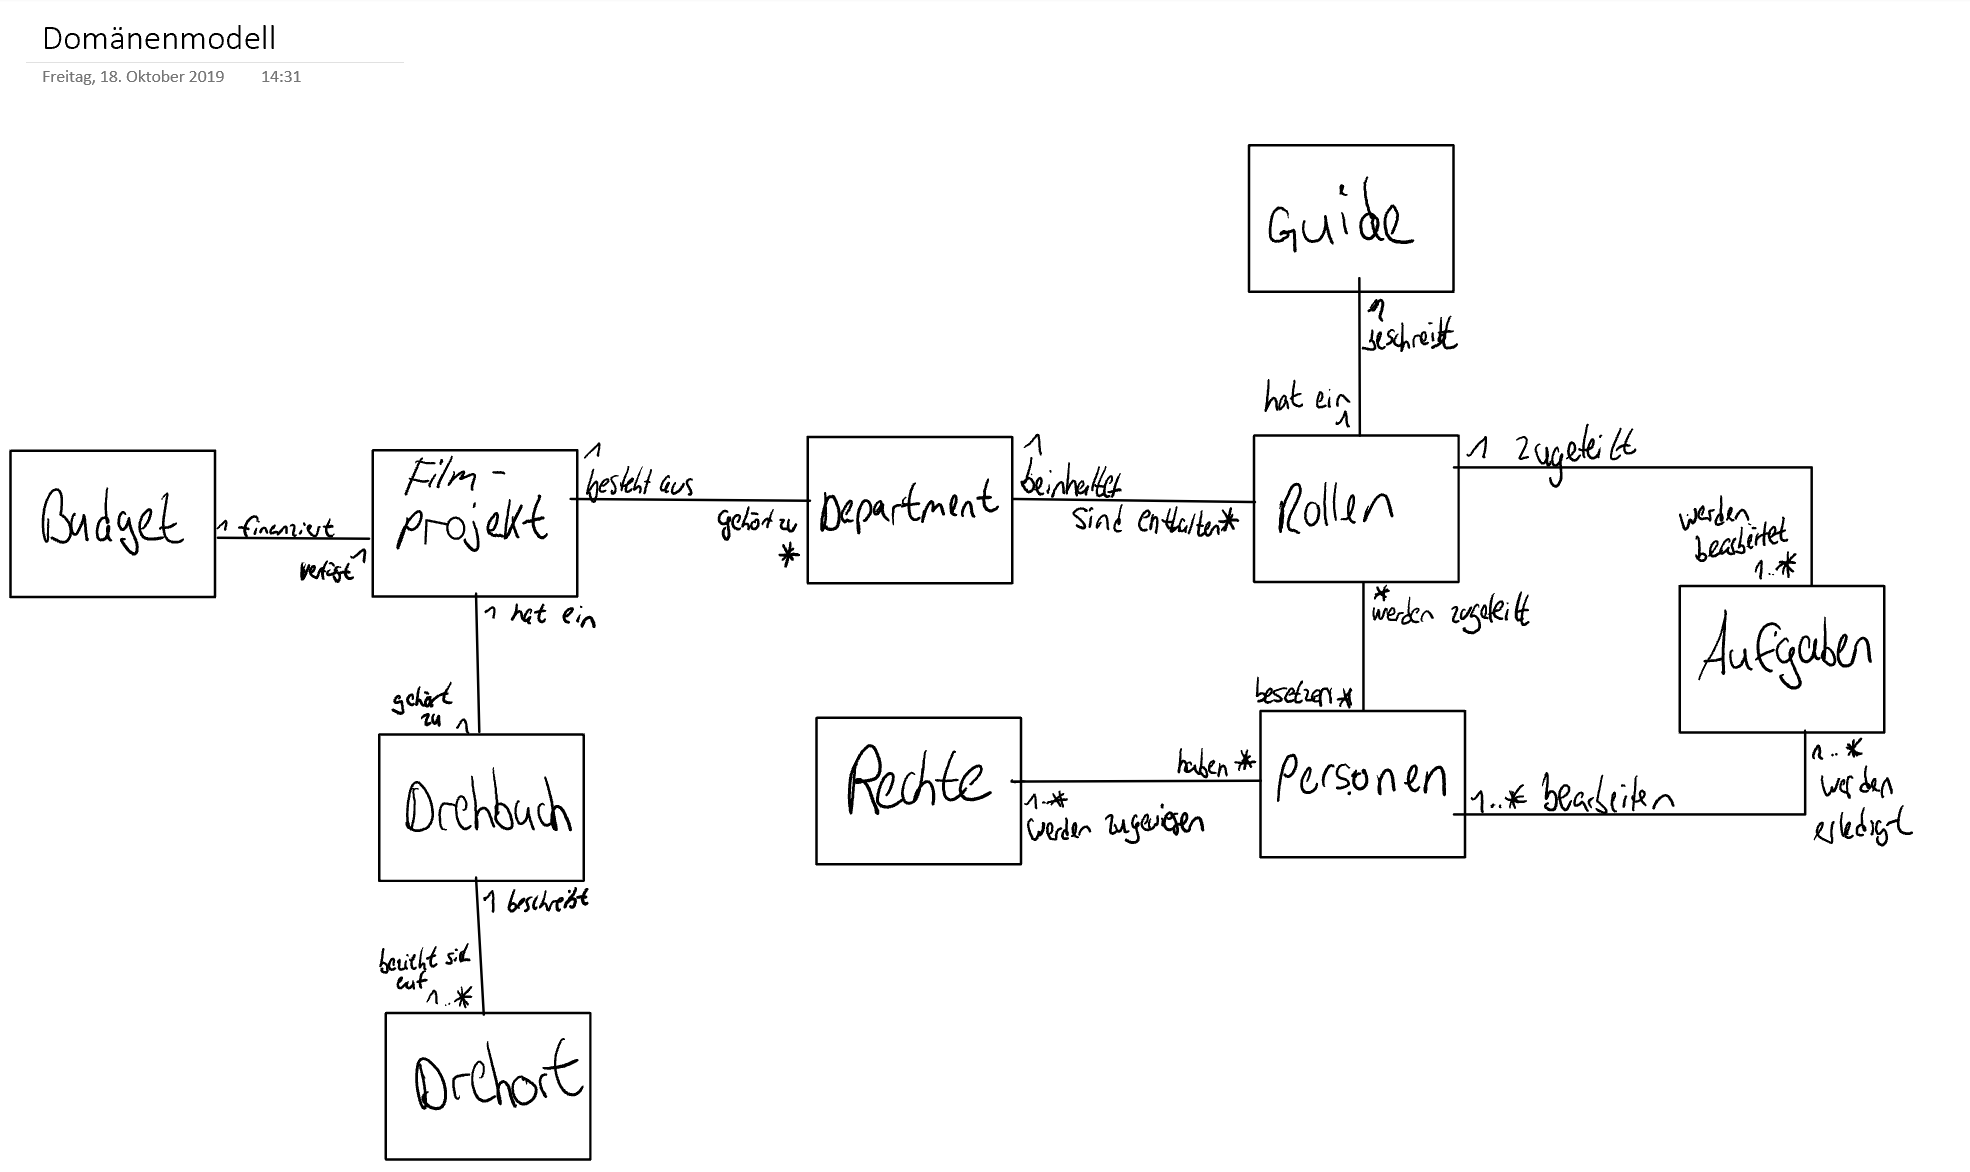 Domänenmodell
Freitag, 18. Oktober 2019 14:31
Guide
1
beschreibt
hat ein
1
Budget
1 finanziert
verfügt 1
Film-
projekt
1
besteht aus
gehört zu
*
Department
1
beinhaltet
Sind enthalten *
Rollen
1 zugeteilt
werden
bearbeitet
1..*
Aufgaben
1 hat ein
gehört
zu 1
*
werden zugeteilt
besetzen *
Drehbuch
Rechte
haben *
1..*
werden zugewiesen
Personen
1..* bearbeiten
1..*
werden
erledigt
1 beschreibt
bezieht sich
auf
1..*
Drehort